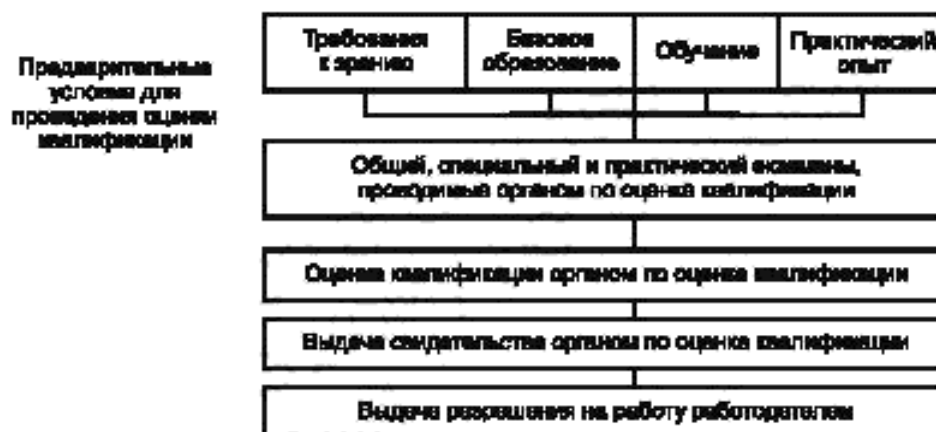 Предварительные
условия для
проведения оценки
квалификации
Требования
к зрению
Базовое
образование
Обучение
Практический
опыт
Общий, специальный и практический экзамены,
проводимые органом по оценке квалификации
Оценка квалификации органом по оценке квалификации
Выдача свидетельства органом по оценке квалификации
Выдача разрешения на работу работодателем